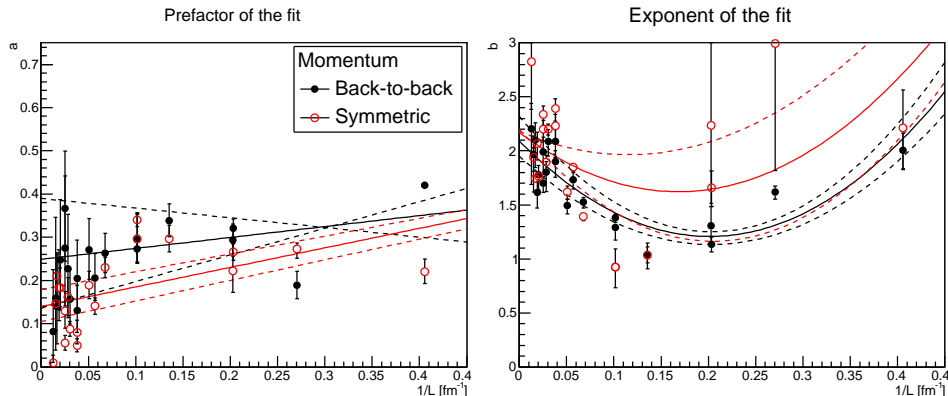 Prefactor of the fit
a
0.7
0.6
0.5
0.4
0.3
0.2
0.1
0
Momentum
Back-to-back
Symmetric
0 0.05 0.1 0.15 0.2 0.25 0.3 0.35 0.4
1/L [fm⁻¹]
Exponent of the fit
b
3
2.5
2
1.5
1
0.5
0
0 0.05 0.1 0.15 0.2 0.25 0.3 0.35 0.4 0.4
1/L [fm⁻¹]